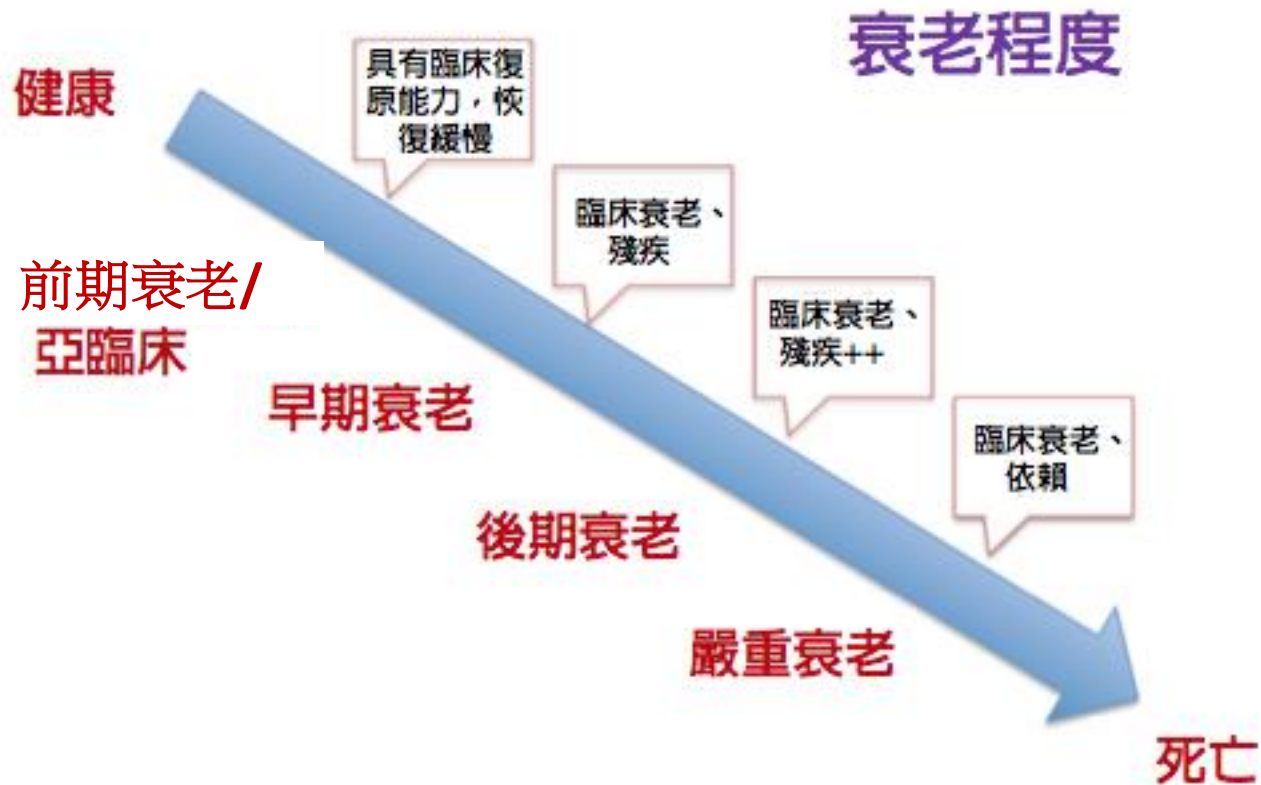 衰老程度
健康
具有臨床復
原能力，恢
復緩慢
臨床衰老、
殘疾
前期衰老/
亞臨床
臨床衰老、
殘疾++
早期衰老
臨床衰老、
依賴
後期衰老
嚴重衰老
死亡